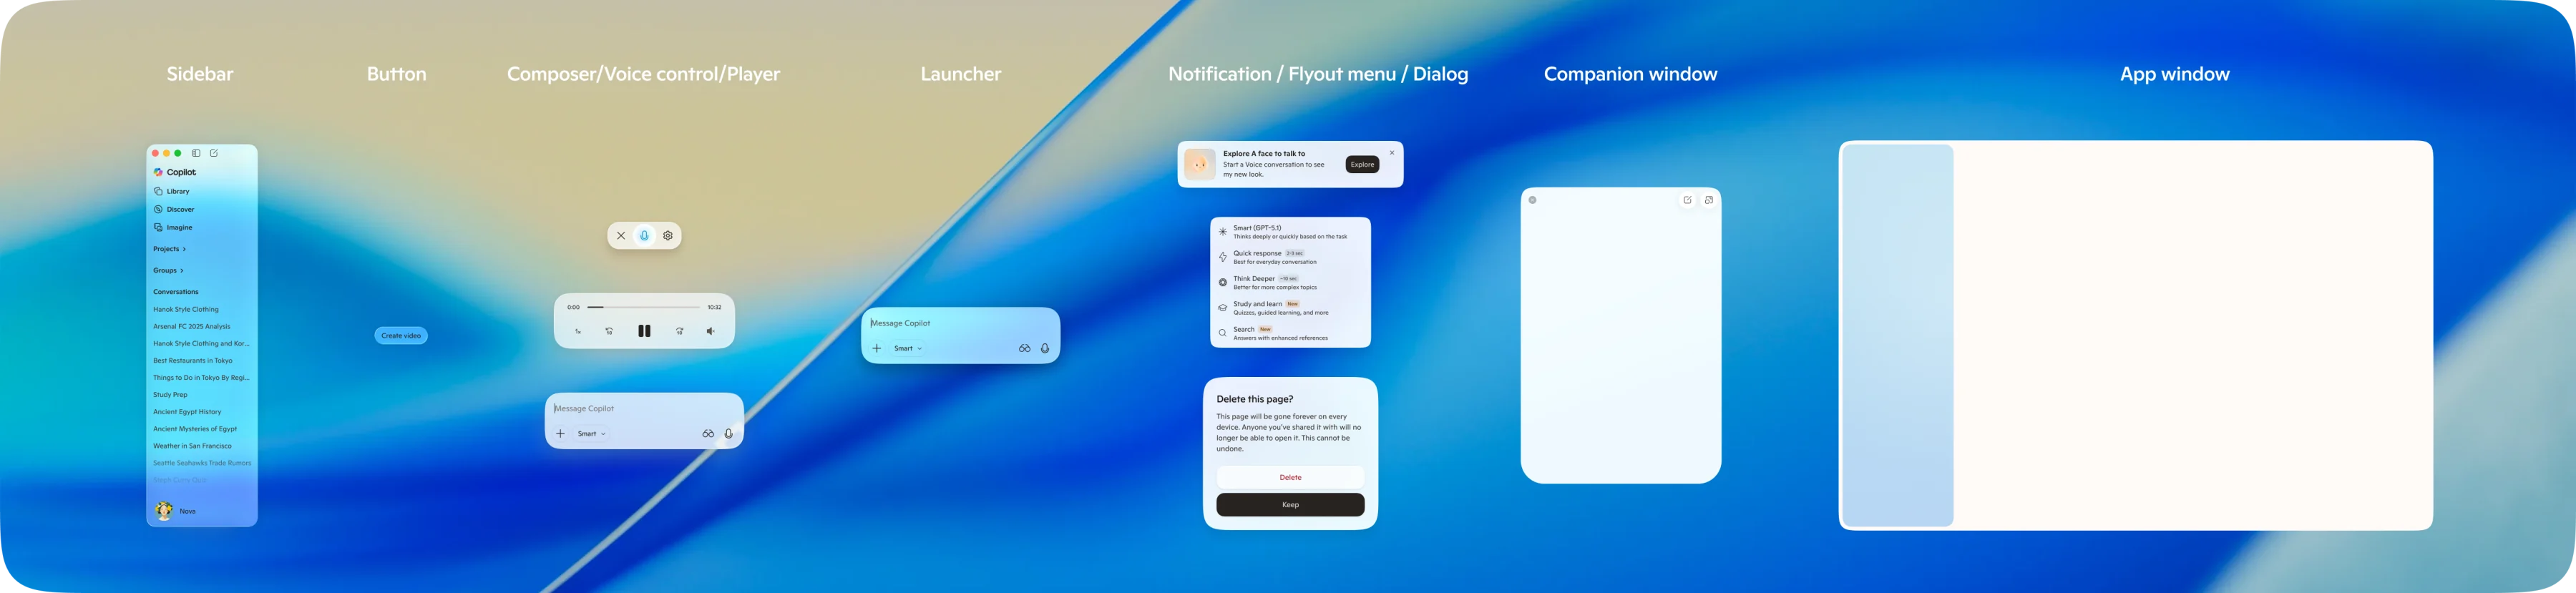 Sidebar
Button
Composer/Voice control/Player
Launcher
Notification / Flyout menu / Dialog
Companion window
App window
Copilot
Library
Discover
Imagine
Projects
Groups
Conversations
Hanok Style Clothing
Arsenal FC 2025 Analysis
Hanok Style Clothing and Kor...
Best Restaurants in Tokyo
Things to Do in Tokyo By Regi...
Study Prep
Ancient Egypt History
Ancient Mysteries of Egypt
Weather in San Francisco
Seattle Seahawks Trade Rumors
Nova
Create video
0:00
10:32
Message Copilot
Smart
Message Copilot
Smart
Explore A face to talk to
Start a Voice conversation to see
my new look.
Explore
Smart (GPT-5.1)
Thinks deeply or quickly based on the task
Quick response 2-3 sec
Best for everyday conversation
Think Deeper ~10 sec
Better for more complex topics
Study and learn New
Quizzes, guided learning, and more
Search New
Answers with enhanced references
Delete this page?
This page will be gone forever on every
device. Anyone you've shared it with will no
longer be able to open it. This cannot be
undone.
Delete
Keep